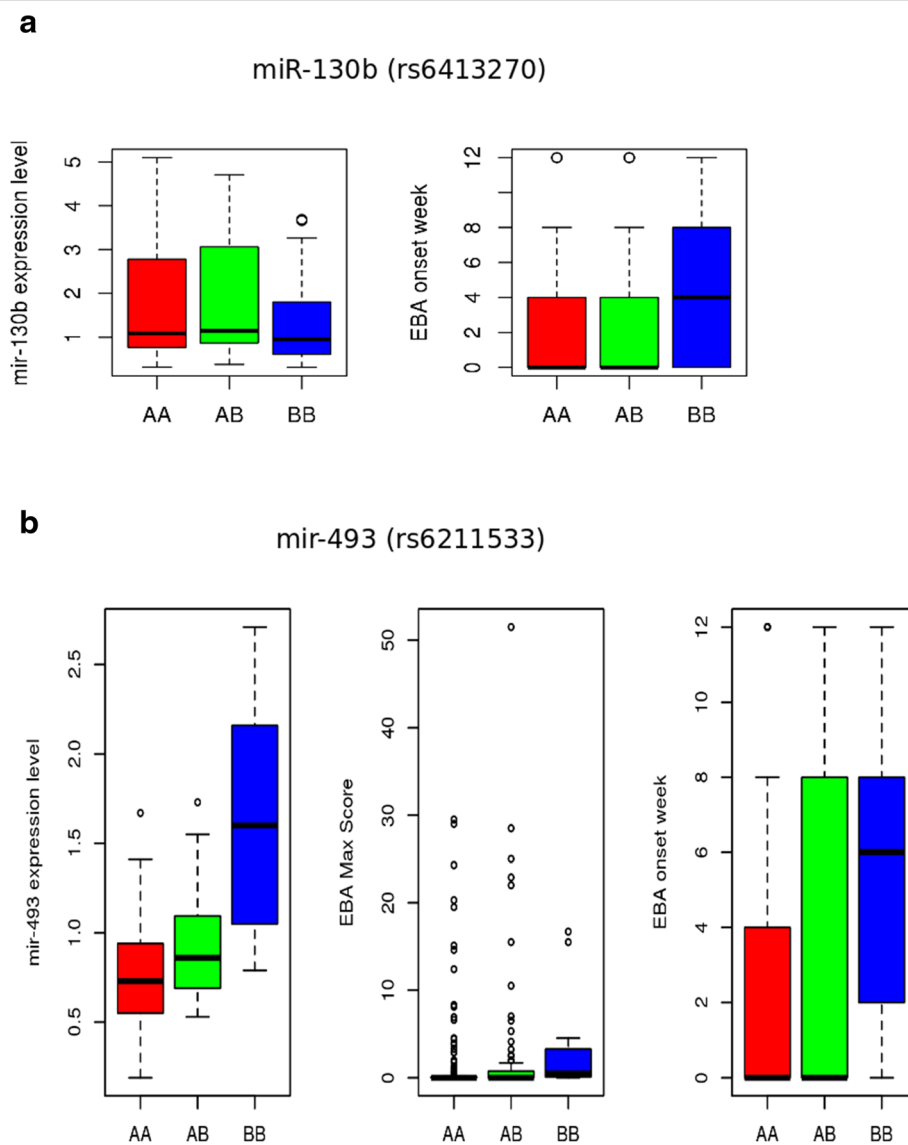 a
miR-130b (rs6413270)
mir-130b expression level
5
4
3
2
1
AA AB BB
EBA onset week
12
8
6
4
2
0
AA AB BB
b
mir-493 (rs6211533)
mir-493 expression level
2.5
2.0
1.5
1.0
0.5
AA AB BB
EBA Max Score
50
40
30
20
10
0
AA AB BB
EBA onset week
12
10
8
6
4
2
0
AA AB BB